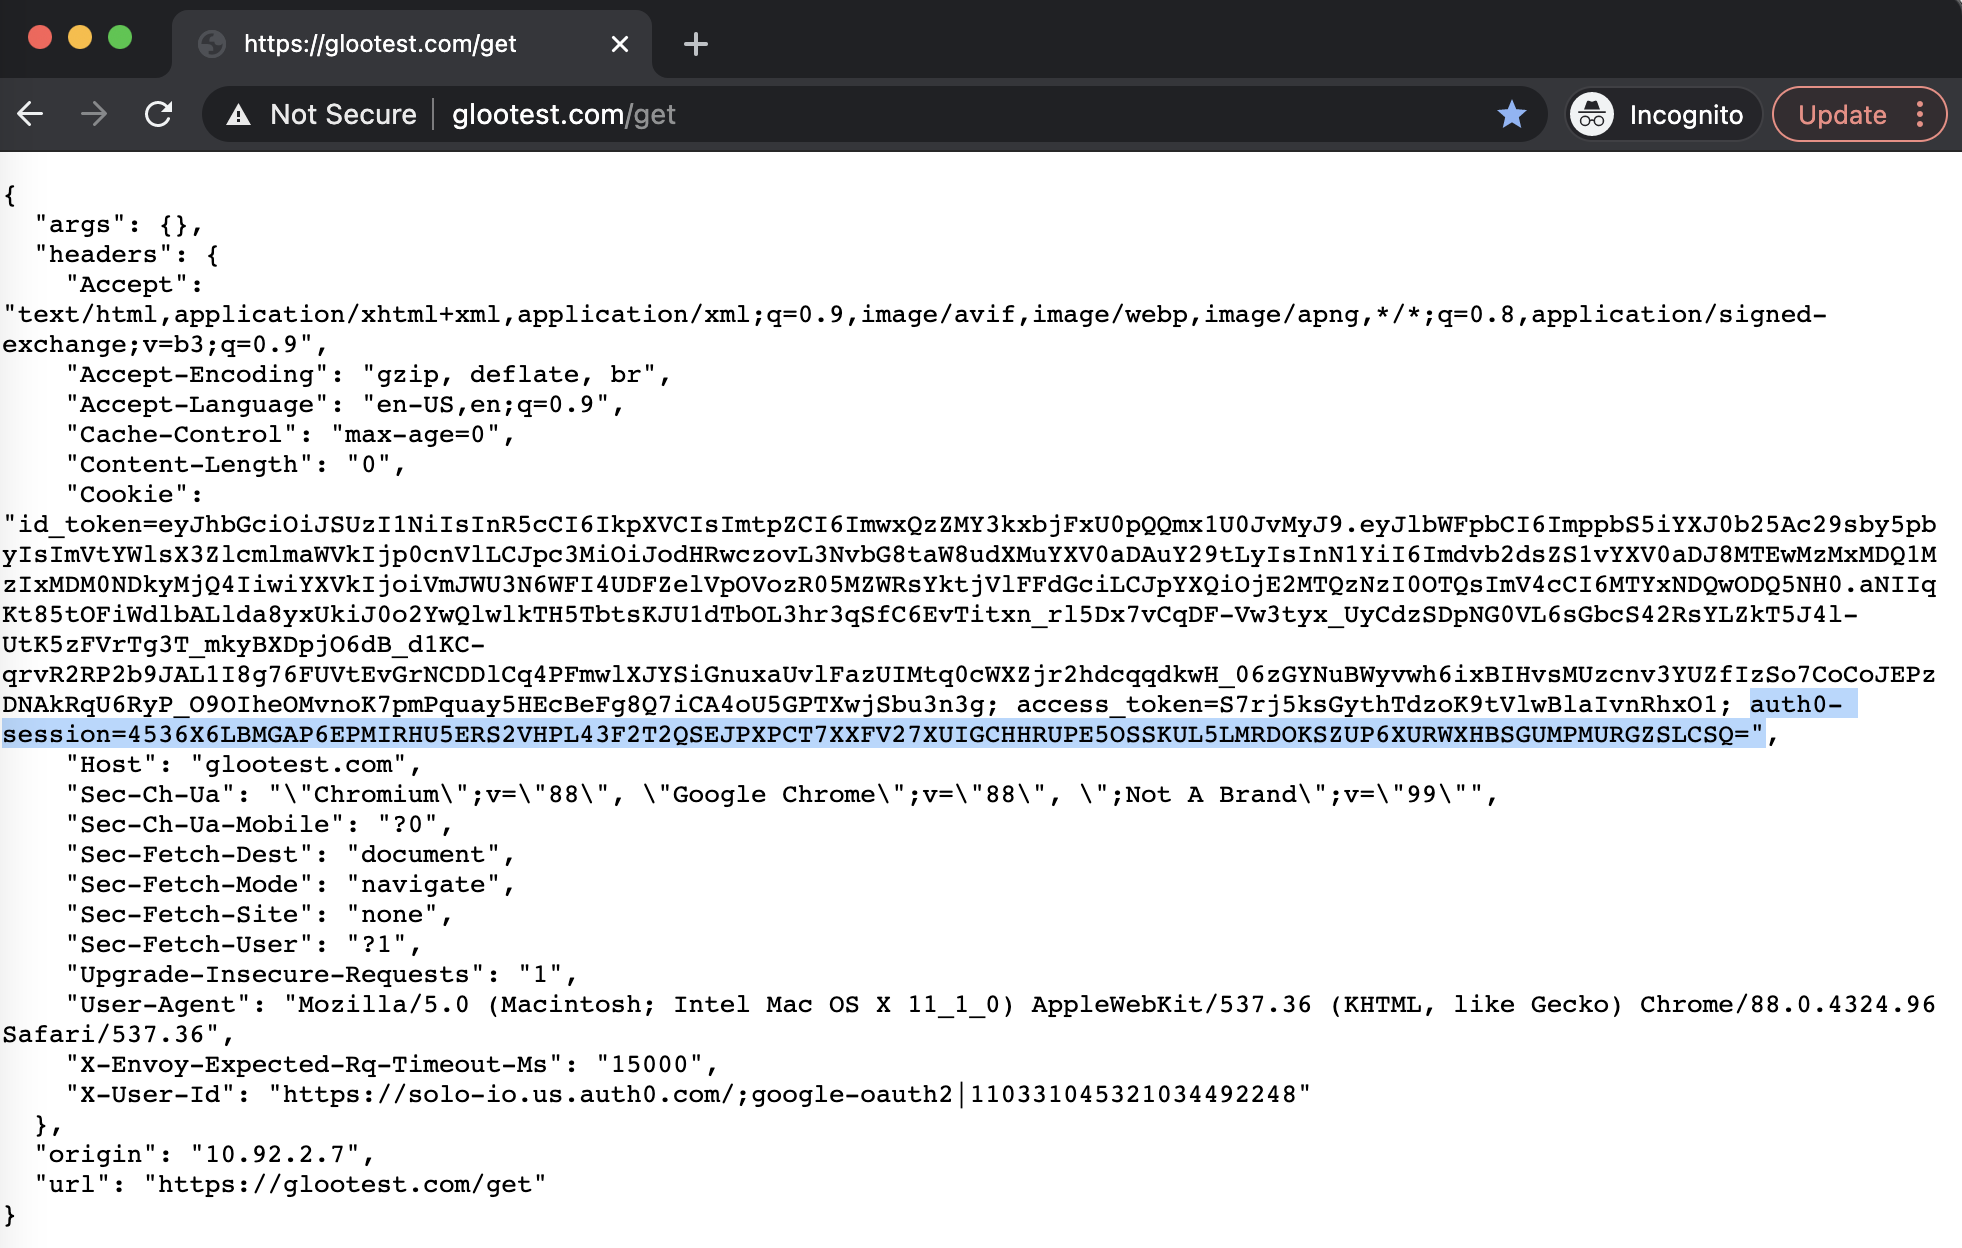 https://glootest.com/get
Not Secure glootest.com/get Incognito Update
{
  "args": {},
  "headers": {
    "Accept":
"text/html,application/xhtml+xml,application/xml;q=0.9,image/avif,image/webp,image/apng,*/*;q=0.8,application/signed-
exchange;v=b3;q=0.9",
    "Accept-Encoding": "gzip, deflate, br",
    "Accept-Language": "en-US,en;q=0.9",
    "Cache-Control": "max-age=0",
    "Content-Length": "0",
    "Cookie":
"id_token=eyJhbGciOiJSUzI1NiIsInR5cCI6IkpXVCIsImtpZCI6ImwxQzZMY3kxbjFxU0pQQmx1U0JvMyJ9.eyJlbWFpbCI6ImppbS5iYXJ0b25Ac29sby5pb
yIsImVtYWlsX3ZlcmlmaWVkIjp0cnVlLCJpc3MiOiJodHRwczovL3NvbG8taW8udXMuYXV0aDAuY29tLyIsInN1YiI6Imdvb2dsZS1vYXV0aDJ8MTEwMzMxMDQ1M
zIxMDM0NDkyMjQ4IiwiYXVkIjoiVmJWU3N6WFI4UDFZelVpOVozR05MZWRsYktjVlFFdGciLCJpYXQiOjE2MTQzNzI0OTQsImV4cCI6MTYxNDQwODQ5NH0.aNIIq
Kt85tOFiWdlbALlda8yxUkiJ0o2YwQlwlkTH5TbtsKJU1dTbOL3hr3qSfC6EvTitxn_rl5Dx7vCqDF-Vw3tyx_UyCdzSDpNG0VL6sGbcS42RsYLZkT5J4l-
UtK5zFVrTg3T_mkyBXDpjO6dB_d1KC-
qrvR2RP2b9JAL1I8g76FUVtEvGrNCDDlCq4PFmwlXJYSiGnuxaUvlFazUIMtq0cWXZjr2hdcqqdkwH_06zGYNuBWyvwh6ixBIHvsMUzcnv3YUZfIzSo7CoCoJEPz
DNAkRqU6RyP_O9OIheOMvnoK7pmPquay5HEcBeFg8Q7iCA4oU5GPTXwjSbu3n3g; access_token=S7rj5ksGythTdzoK9tVlwBlaIvnRhxO1; auth0-
session=4536X6LBMGAP6EPMIRHU5ERS2VHPL43F2T2QSEJPXPCT7XXFV27XUIGCHHRUPE5OSSKUL5LMRDOKSZUP6XURWXHBSGUMPMURGZSLCSQ=",
    "Host": "glootest.com",
    "Sec-Ch-Ua": "\"Chromium\";v=\"88\", \"Google Chrome\";v=\"88\", \";Not A Brand\";v=\"99\"",
    "Sec-Ch-Ua-Mobile": "?0",
    "Sec-Fetch-Dest": "document",
    "Sec-Fetch-Mode": "navigate",
    "Sec-Fetch-Site": "none",
    "Sec-Fetch-User": "?1",
    "Upgrade-Insecure-Requests": "1",
    "User-Agent": "Mozilla/5.0 (Macintosh; Intel Mac OS X 11_1_0) AppleWebKit/537.36 (KHTML, like Gecko) Chrome/88.0.4324.96
Safari/537.36",
    "X-Envoy-Expected-Rq-Timeout-Ms": "15000",
    "X-User-Id": "https://solo-io.us.auth0.com/;google-oauth2|110331045321034492248"
  },
  "origin": "10.92.2.7",
  "url": "https://glootest.com/get"
}